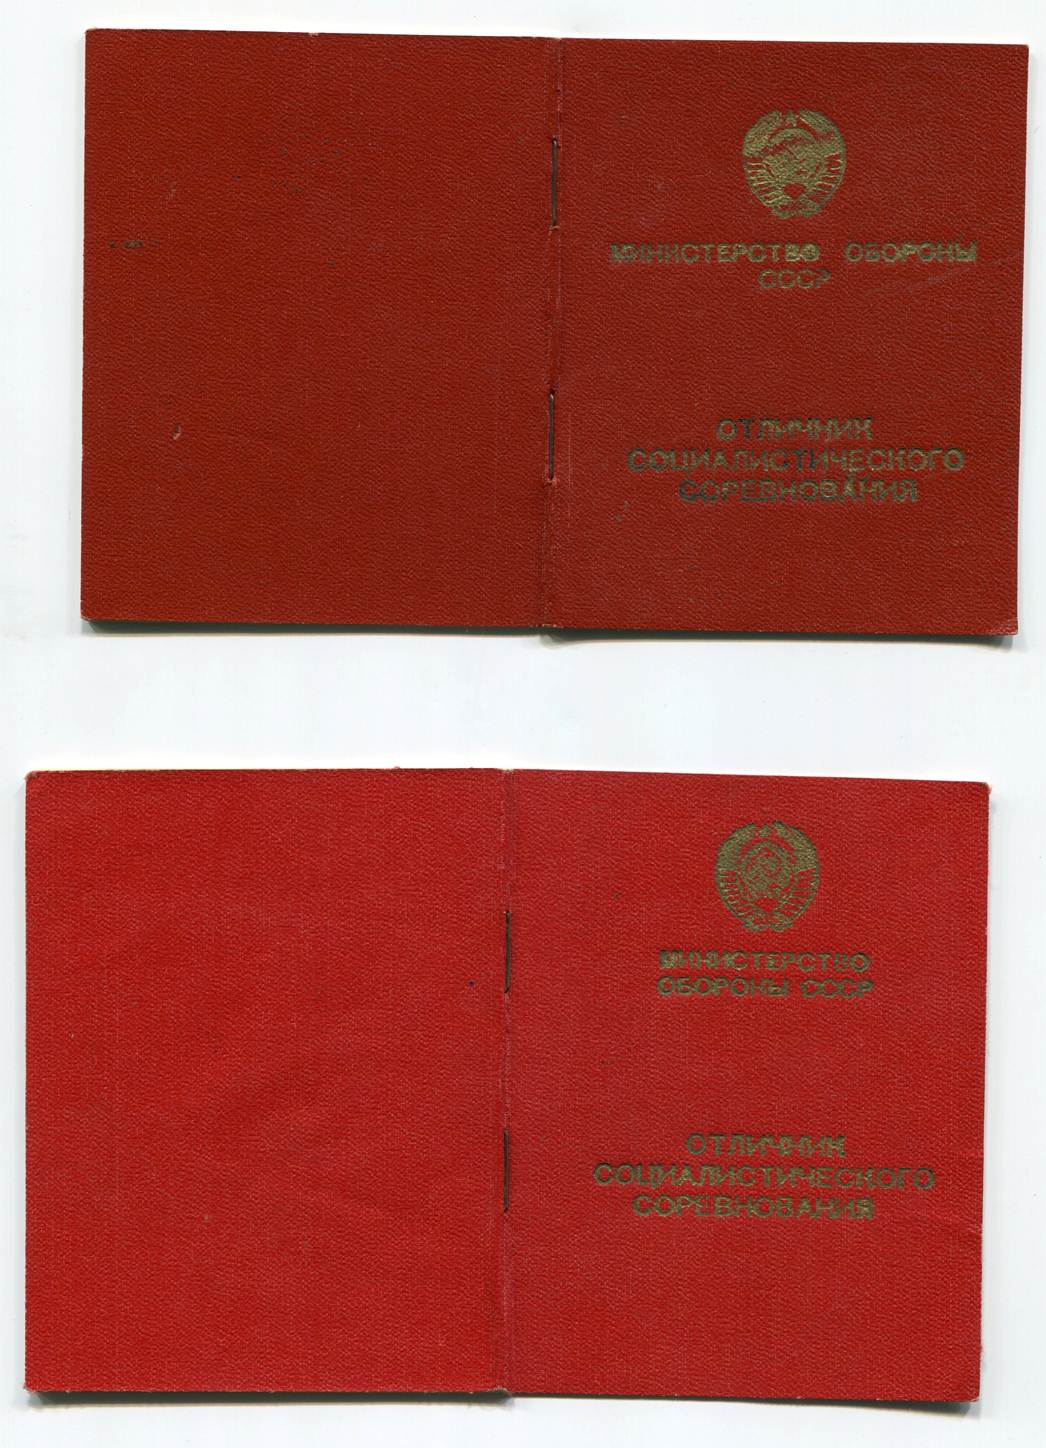 МИНИСТЕРСТВО ОБОРОНЫ
СССР
ОТЛИЧНИК
СОЦИАЛИСТИЧЕСКОГО
СОРЕВНОВАНИЯ
МИНИСТЕРСТВО
ОБОРОНЫ СССР
ОТЛИЧНИК
СОЦИАЛИСТИЧЕСКОГО
СОРЕВНОВАНИЯ